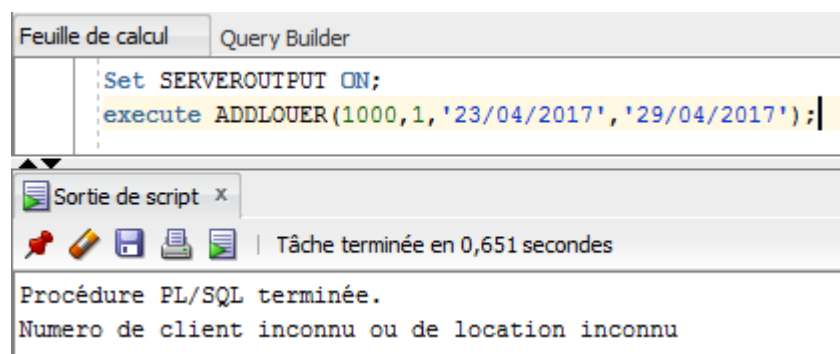 Feuille de calcul Query Builder
Set SERVEROUTPUT ON;
execute ADDLOUER(1000,1,'23/04/2017','29/04/2017');
Sortie de script x
Tâche terminée en 0,651 secondes
Procédure PL/SQL terminée.
Numero de client inconnu ou de location inconnu